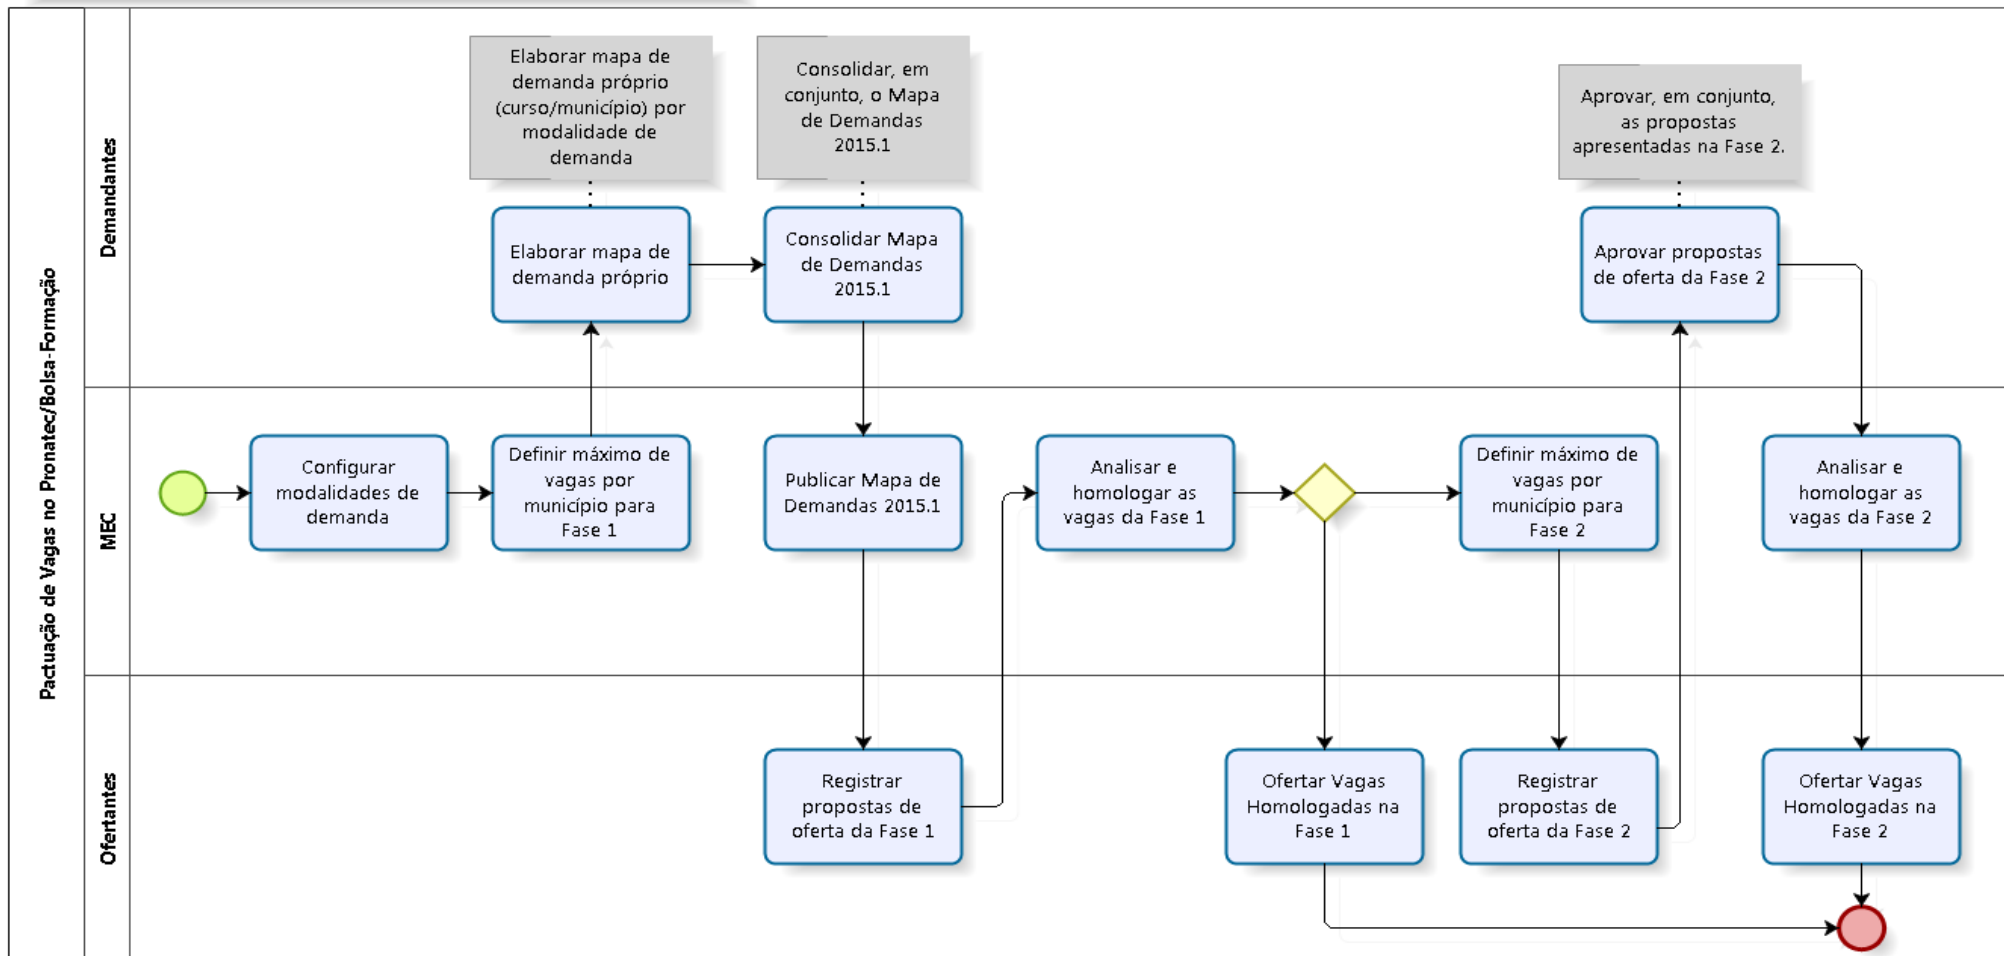 Pactuação de Vagas no Pronatec/Bolsa-Formação
Demandantes
Elaborar mapa de
demanda próprio
(curso/município) por
modalidade de
demanda
Consolidar, em
conjunto, o Mapa
de Demandas
2015.1
Aprovar, em conjunto,
as propostas
apresentadas na Fase 2.
Elaborar mapa de
demanda próprio
Consolidar Mapa
de Demandas
2015.1
Aprovar propostas
de oferta da Fase 2
MEC
Configurar
modalidades de
demanda
Definir máximo de
vagas por
município para
Fase 1
Publicar Mapa de
Demandas 2015.1
Analisar e
homologar as
vagas da Fase 1
Definir máximo de
vagas por
município para
Fase 2
Analisar e
homologar as
vagas da Fase 2
Ofertantes
Registrar
propostas de
oferta da Fase 1
Ofertar Vagas
Homologadas na
Fase 1
Registrar
propostas de
oferta da Fase 2
Ofertar Vagas
Homologadas na
Fase 2